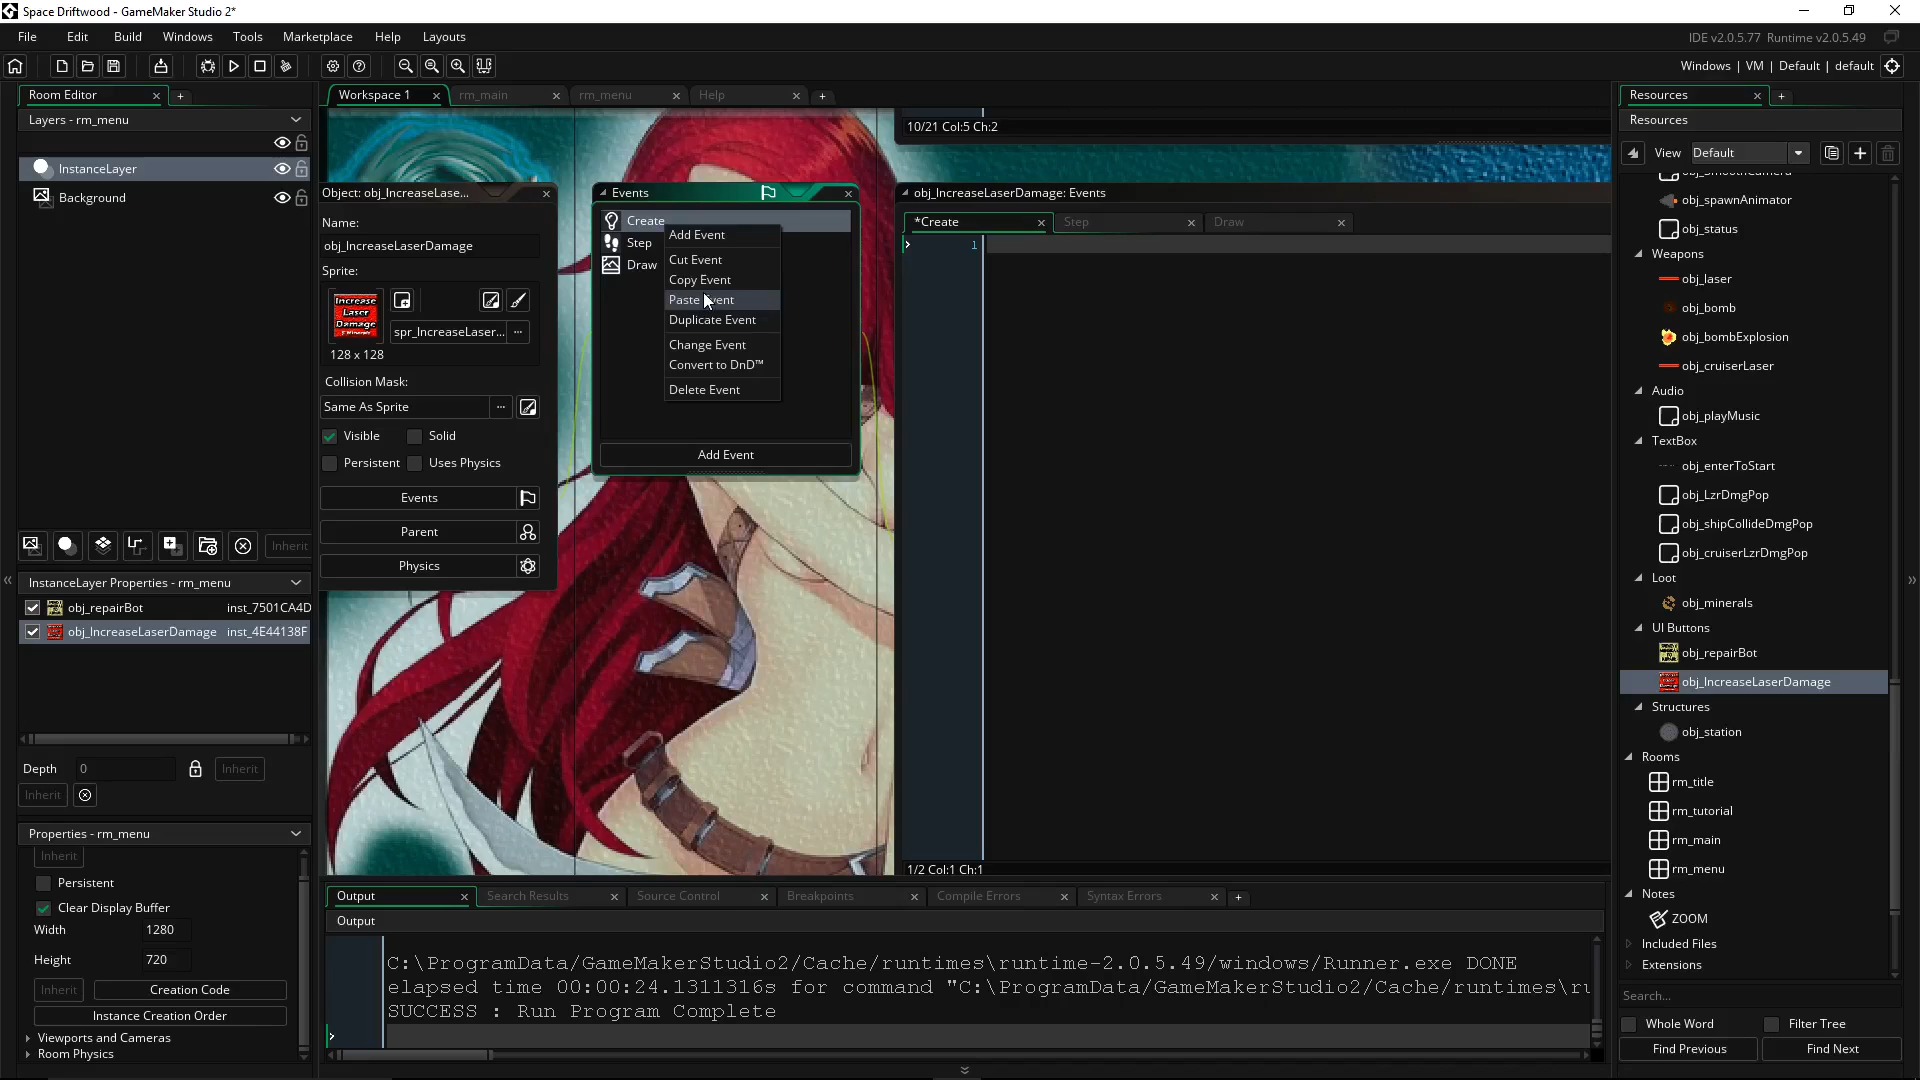 Space Driftwood - GameMaker Studio 2*
File Edit Build Windows Tools Marketplace Help Layouts
IDE v2.0.5.77 Runtime v2.0.5.49
Windows | VM | Default | default
Room Editor
Layers - rm_menu
InstanceLayer
Background
Inherit
InstanceLayer Properties - rm_menu
obj_repairBot inst_7501CA4D
obj_IncreaseLaserDamage inst_4E44138F
Depth 0 Inherit
Inherit
Properties - rm_menu
Inherit
Persistent
Clear Display Buffer
Width 1280
Height 720
Inherit Creation Code
Instance Creation Order
Viewports and Cameras
Room Physics
Workspace 1 rm_main rm_menu Help
10/21 Col:5 Ch:2
Object: obj_IncreaseLase...
Name:
obj_IncreaseLaserDamage
Sprite:
Increase
Laser
Damage
spr_IncreaseLaser... ...
128 x 128
Collision Mask:
Same As Sprite ...
Visible Solid
Persistent Uses Physics
Events
Parent
Physics
Events
Create
Step
Draw
Add Event
Cut Event
Copy Event
Paste Event
Duplicate Event
Change Event
Convert to DnD™
Delete Event
Add Event
obj_IncreaseLaserDamage: Events
*Create Step Draw
1
1/2 Col:1 Ch:1
Output Search Results Source Control Breakpoints Compile Errors Syntax Errors
Output
C:\ProgramData/GameMakerStudio2/Cache/runtimes\runtime-2.0.5.49/windows/Runner.exe DONE
elapsed time 00:00:24.1311316s for command "C:\ProgramData/GameMakerStudio2/Cache/runtimes\ru
SUCCESS : Run Program Complete
Resources
Resources
View Default
obj_SmoothCamera
obj_spawnAnimator
obj_status
Weapons
obj_laser
obj_bomb
obj_bombExplosion
obj_cruiserLaser
Audio
obj_playMusic
TextBox
obj_enterToStart
obj_LzrDmgPop
obj_shipCollideDmgPop
obj_cruiserLzrDmgPop
Loot
obj_minerals
UI Buttons
obj_repairBot
obj_IncreaseLaserDamage
Structures
obj_station
Rooms
rm_title
rm_tutorial
rm_main
rm_menu
Notes
ZOOM
Included Files
Extensions
Search...
Whole Word Filter Tree
Find Previous Find Next